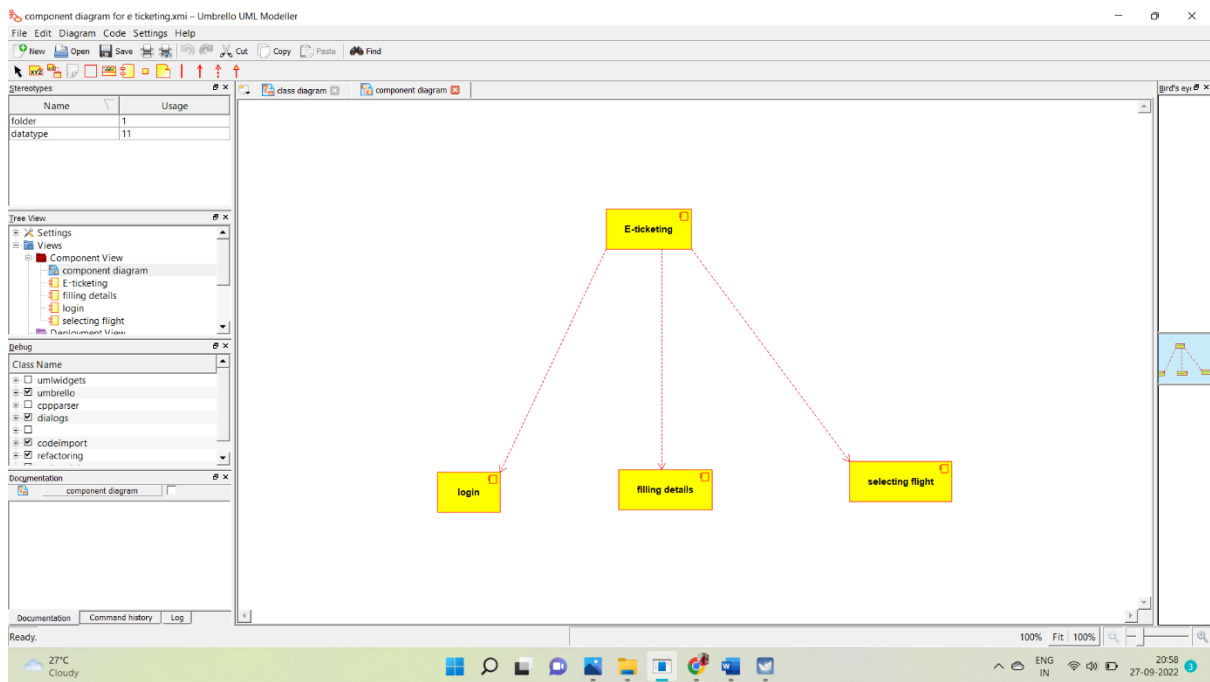 component diagram for e ticketing.xmi – Umbrello UML Modeller
File Edit Diagram Code Settings Help
New Open Save Cut Copy Paste Find
Stereotypes
Name Usage
folder 1
datatype 11
Tree View
Settings
Views
Component View
component diagram
E-ticketing
filling details
login
selecting flight
Deployment View
Debug
Class Name
umlwidgets
umbrello
cppparser
dialogs
codeimport
refactoring
Documentation
component diagram
Documentation Command history Log
Ready.
class diagram component diagram
E-ticketing
login
filling details
selecting flight
Bird's eye
100% Fit 100%
27°C
Cloudy
ENG
IN
20:58
27-09-2022
3